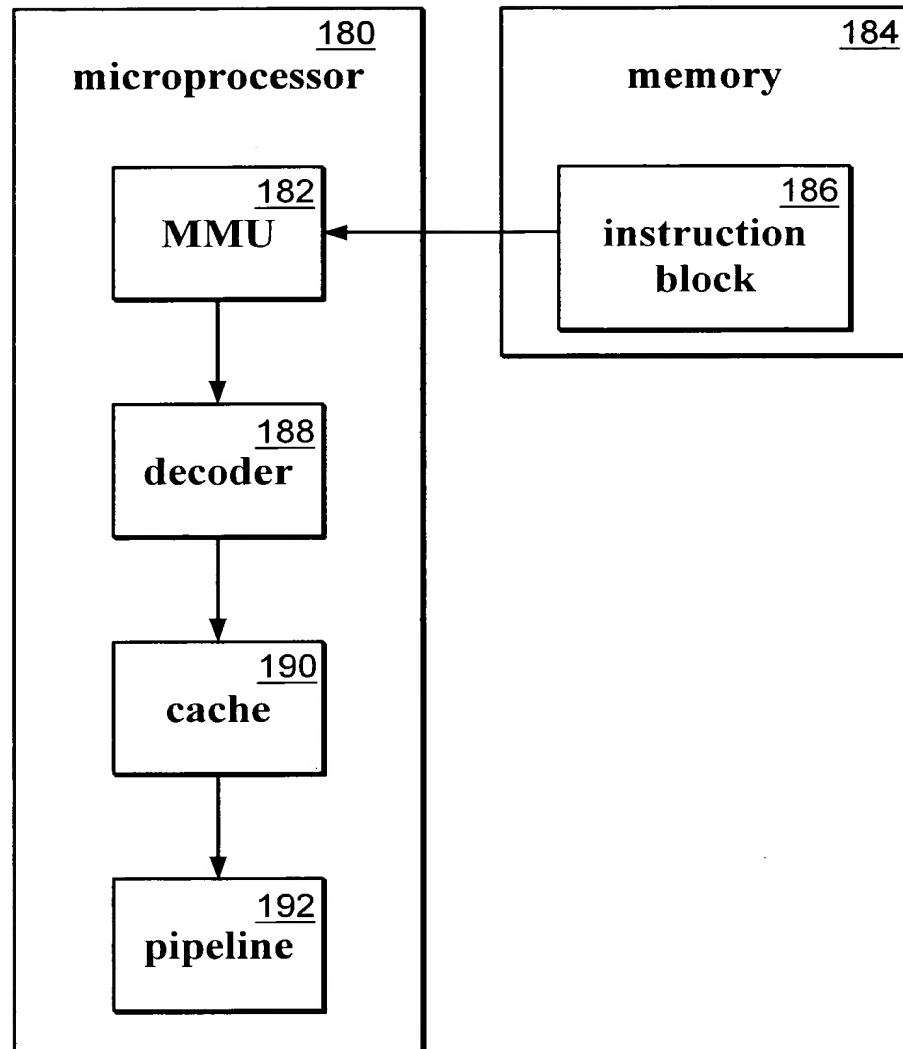 180
microprocessor
184
memory
182
MMU
186
instruction
block
188
decoder
190
cache
192
pipeline